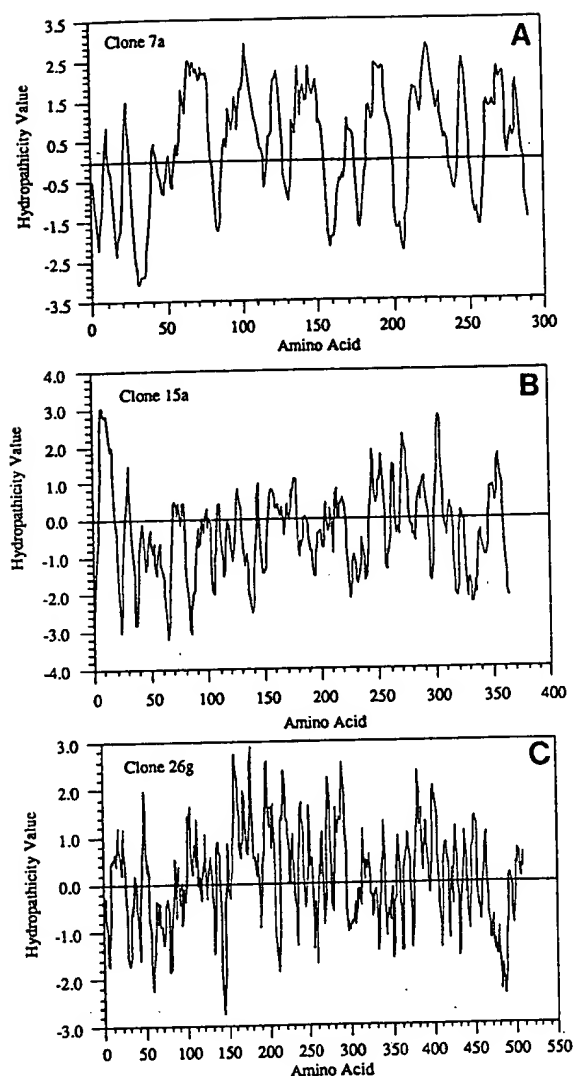 Clone 7a
A
Hydropathicity Value
3.5
2.5
1.5
0.5
-0.5
-1.5
-2.5
-3.5
0 50 100 150 200 250 300
Amino Acid
Clone 15a
B
Hydropathicity Value
4.0
3.0
2.0
1.0
0.0
-1.0
-2.0
-3.0
-4.0
0 50 100 150 200 250 300 350 400
Amino Acid
Clone 26g
C
Hydropathicity Value
3.0
2.0
1.0
0.0
-1.0
-2.0
-3.0
0 50 100 150 200 250 300 350 400 450 500 550
Amino Acid